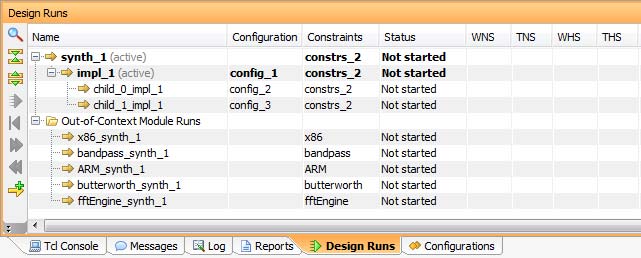 Design Runs
Name Configuration Constraints Status WNS TNS WHS THS
synth_1 (active) constrs_2 Not started
impl_1 (active) config_1 constrs_2 Not started
child_0_impl_1 config_2 constrs_2 Not started
child_1_impl_1 config_3 constrs_2 Not started
Out-of-Context Module Runs
x86_synth_1 x86 Not started
bandpass_synth_1 bandpass Not started
ARM_synth_1 ARM Not started
butterworth_synth_1 butterworth Not started
fftEngine_synth_1 fftEngine Not started
Tcl Console Messages Log Reports Design Runs Configurations